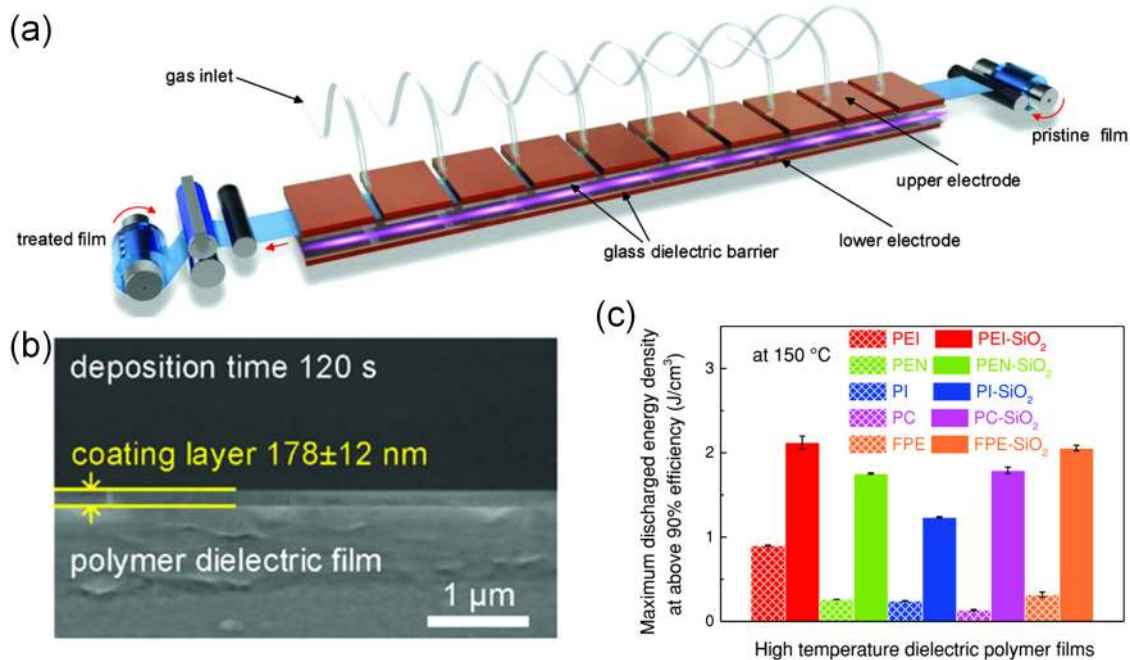 (a)
gas inlet
pristine film
upper electrode
treated film
glass dielectric barrier
lower electrode
(b)
deposition time 120 s
coating layer 178±12 nm
polymer dielectric film
1 μm
(c)
Maximum discharged energy density
at above 90% efficiency (J/cm³)
at 150 °C
PEI PEI-SiO₂
PEN PEN-SiO₂
PI PI-SiO₂
PC PC-SiO₂
FPE FPE-SiO₂
3
2
1
0
High temperature dielectric polymer films